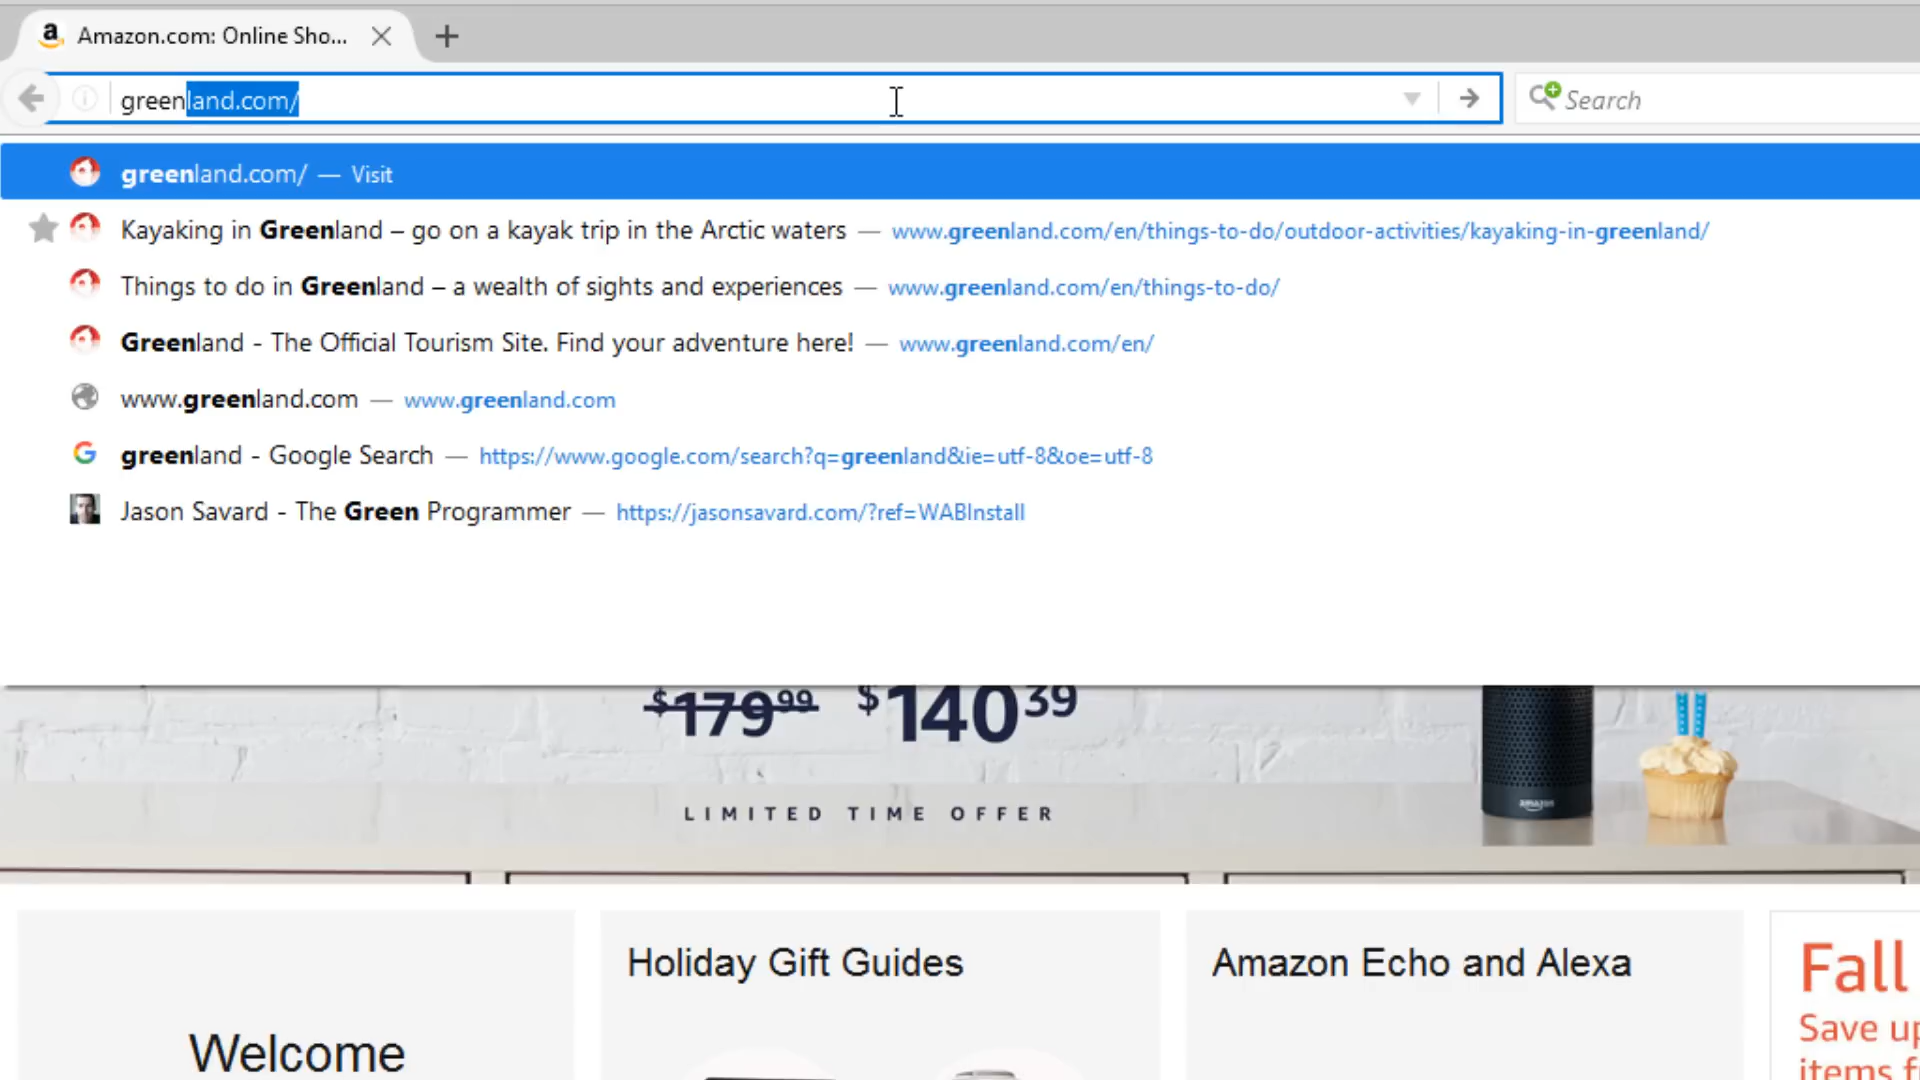 Amazon.com: Online Sho...
greenland.com/
Search
greenland.com/ — Visit
Kayaking in Greenland – go on a kayak trip in the Arctic waters — www.greenland.com/en/things-to-do/outdoor-activities/kayaking-in-greenland/
Things to do in Greenland – a wealth of sights and experiences — www.greenland.com/en/things-to-do/
Greenland - The Official Tourism Site. Find your adventure here! — www.greenland.com/en/
www.greenland.com — www.greenland.com
greenland - Google Search — https://www.google.com/search?q=greenland&ie=utf-8&oe=utf-8
Jason Savard - The Green Programmer — https://jasonsavard.com/?ref=WABInstall
$179 99 $140 39
LIMITED TIME OFFER
amazon
Welcome
Holiday Gift Guides
Amazon Echo and Alexa
Fall
Save up
items f